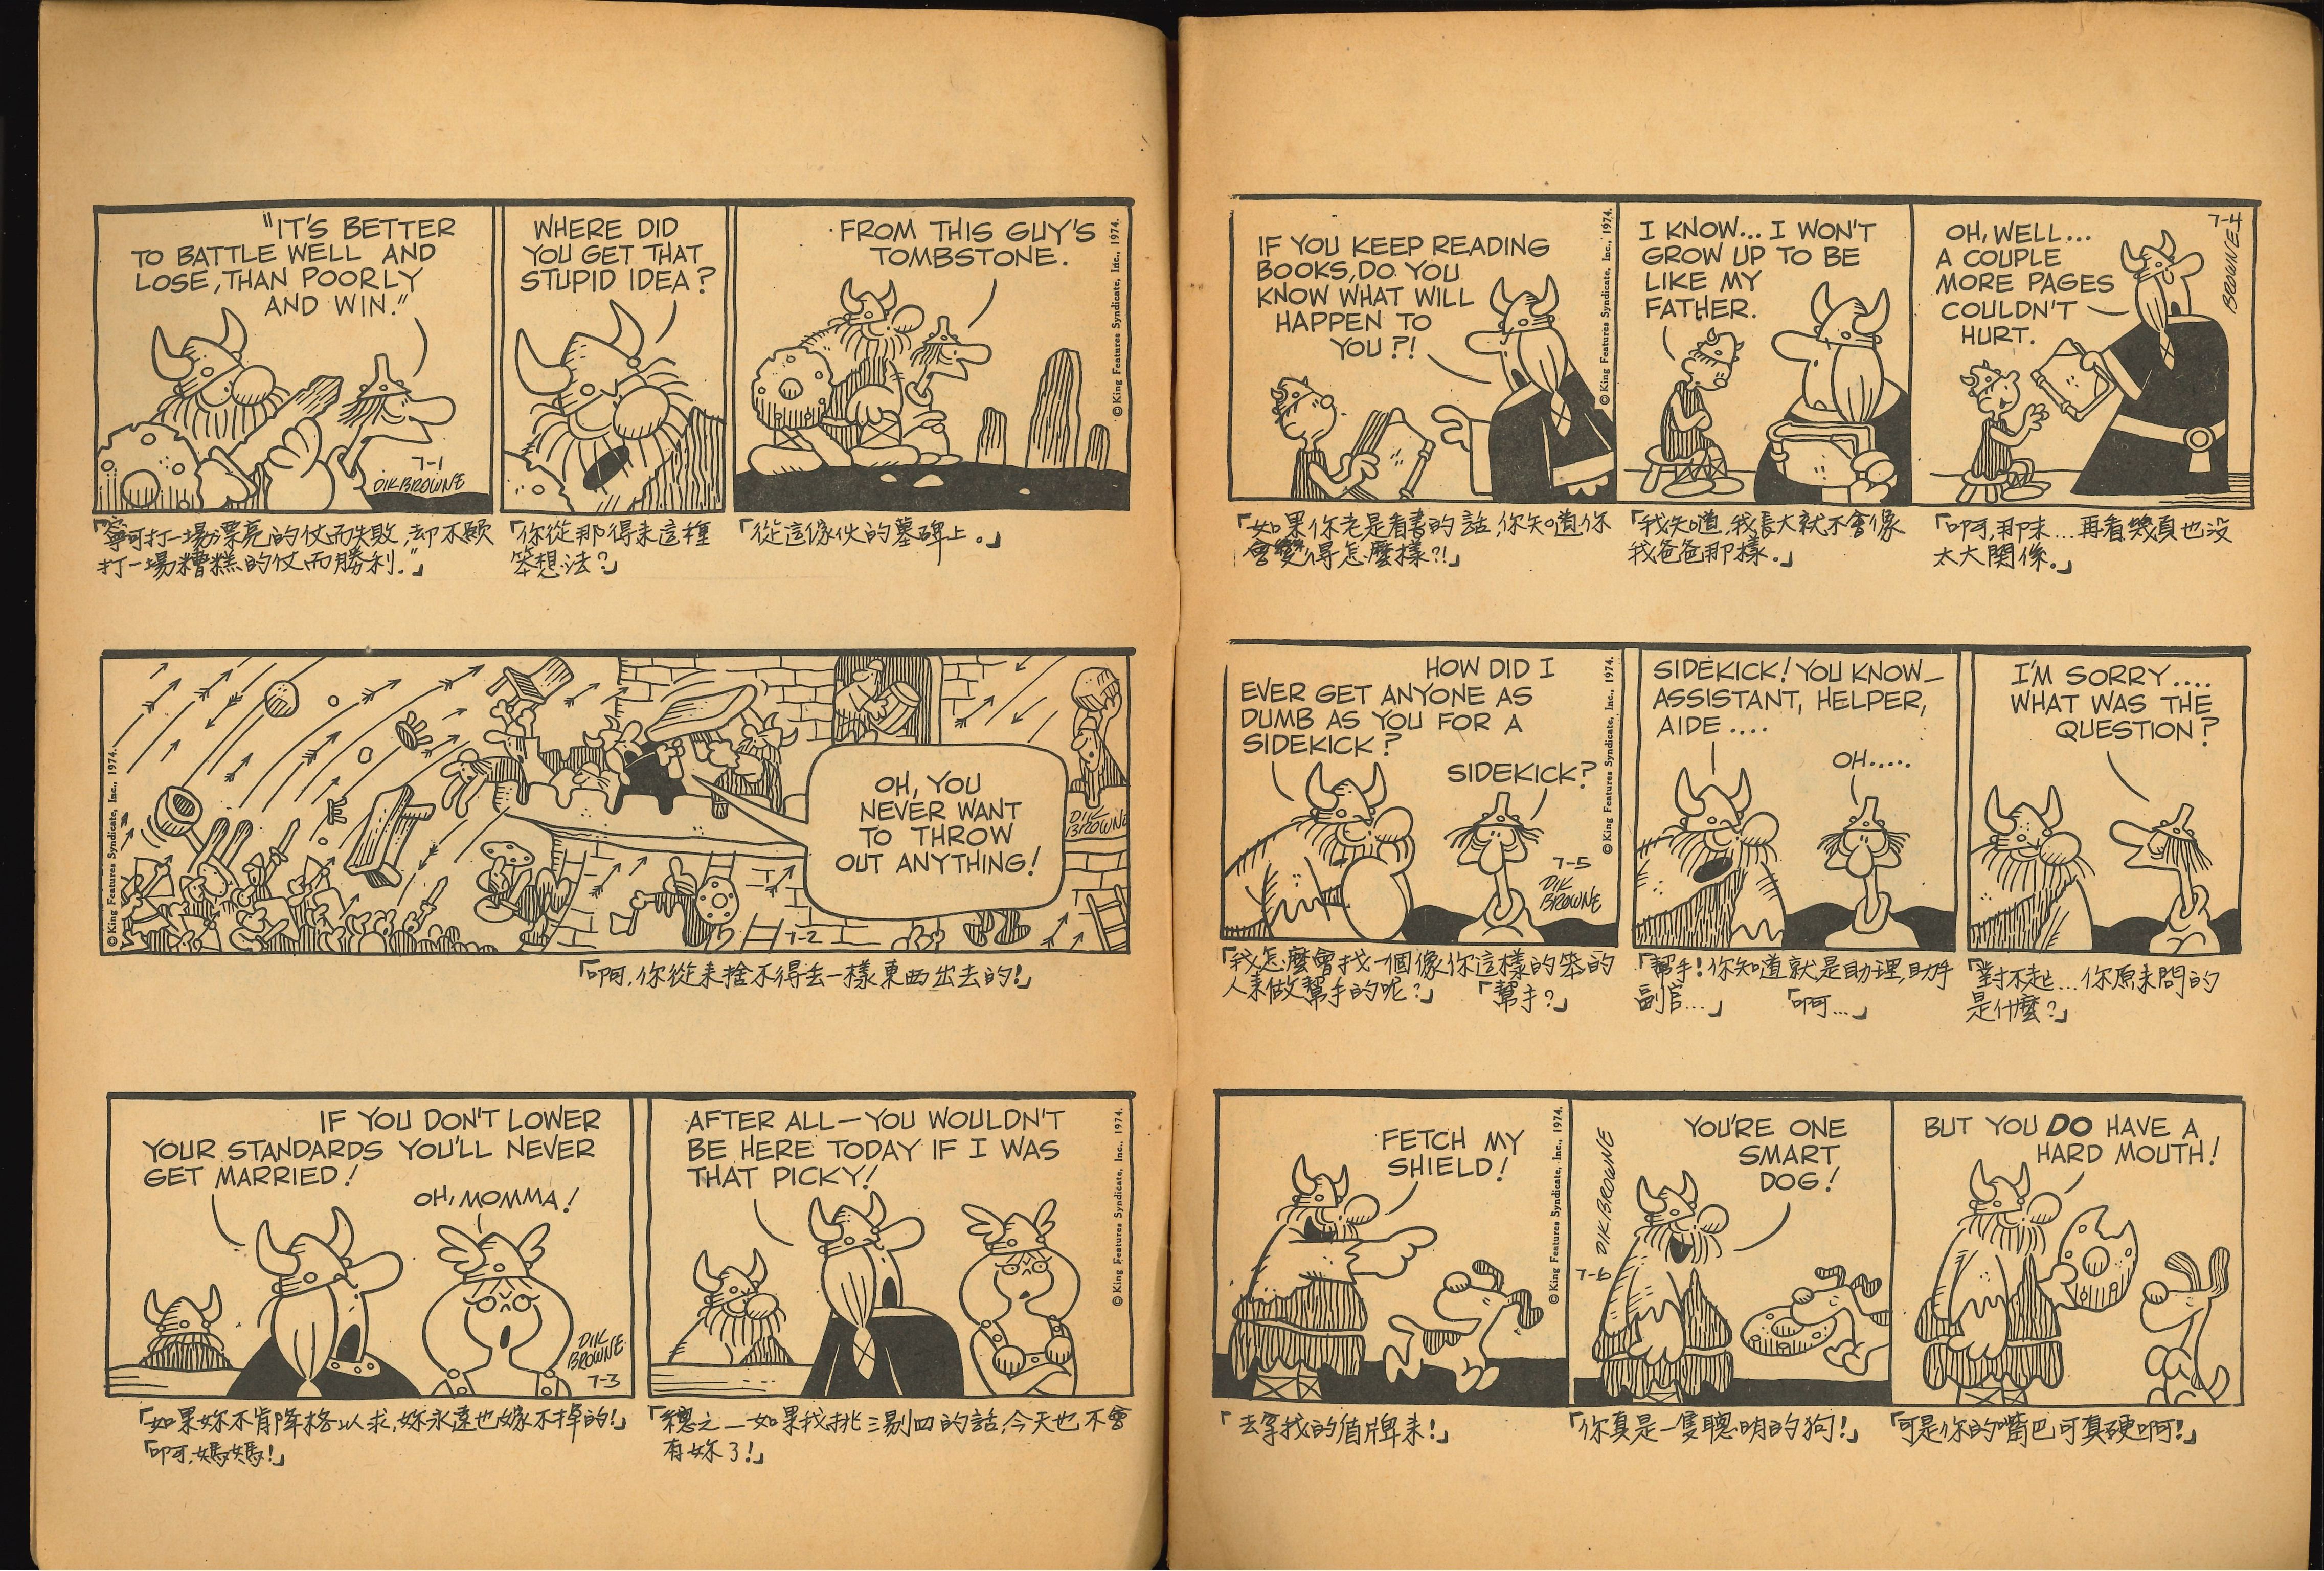 "IT'S BETTER
TO BATTLE WELL AND
LOSE, THAN POORLY
AND WIN."
7-1
DIK BROWNE
WHERE DID
YOU GET THAT
STUPID IDEA?
FROM THIS GUY'S
TOMBSTONE.
© King Features Syndicate, Inc., 1974.
「寧可打一場漂亮的仗而失敗，却不願
打一場糟糕的仗而勝利."」
「你從那得來這種
笨想法?」
「從這傢伙的墓碑上。」
© King Features Syndicate, Inc., 1974.
OH, YOU
NEVER WANT
TO THROW
OUT ANYTHING!
DIK
BROWNE
7-2
「啊，你從來捨不得丢一樣東西出去的!」
IF YOU DON'T LOWER
YOUR STANDARDS YOU'LL NEVER
GET MARRIED!
OH, MOMMA!
DIK
BROWNE
7-3
AFTER ALL—YOU WOULDN'T
BE HERE TODAY IF I WAS
THAT PICKY!
© King Features Syndicate, Inc., 1974.
「如果妳不肯降格以求，妳永遠也嫁不掉的!」
「啊，媽媽!」
「總之—如果我挑三剔四的話，今天也不會
有妳了!」
IF YOU KEEP READING
BOOKS, DO YOU
KNOW WHAT WILL
HAPPEN TO
YOU?!
© King Features Syndicate, Inc., 1974.
I KNOW... I WON'T
GROW UP TO BE
LIKE MY
FATHER.
OH, WELL...
A COUPLE
MORE PAGES
COULDN'T
HURT.
7-4
BROWNE
「如果你老是看書的話，你知道你
會變得怎麼樣?!」
「我知道，我長大就不會像
我爸爸那樣。」
「啊，那末...再看幾頁也没
太大關係.」
HOW DID I
EVER GET ANYONE AS
DUMB AS YOU FOR A
SIDEKICK?
SIDEKICK?
7-5
DIK
BROWNE
© King Features Syndicate, Inc., 1974.
SIDEKICK! YOU KNOW—
ASSISTANT, HELPER,
AIDE....
OH.....
I'M SORRY....
WHAT WAS THE
QUESTION?
「我怎麼會找一個像你這樣的笨的
人來做幫手的呢?」 「幫手?」
「幫手!你知道就是助理，助手
副官...」 「啊...」
「對不起...你原來問的
是什麼?」
FETCH MY
SHIELD!
© King Features Syndicate, Inc., 1974.
DIK BROWNE
7-6
YOU'RE ONE
SMART
DOG!
BUT YOU DO HAVE A
HARD MOUTH!
「去拿我的盾牌來!」
「你真是一隻聰明的狗!」
「可是你的嘴巴可真硬啊!」